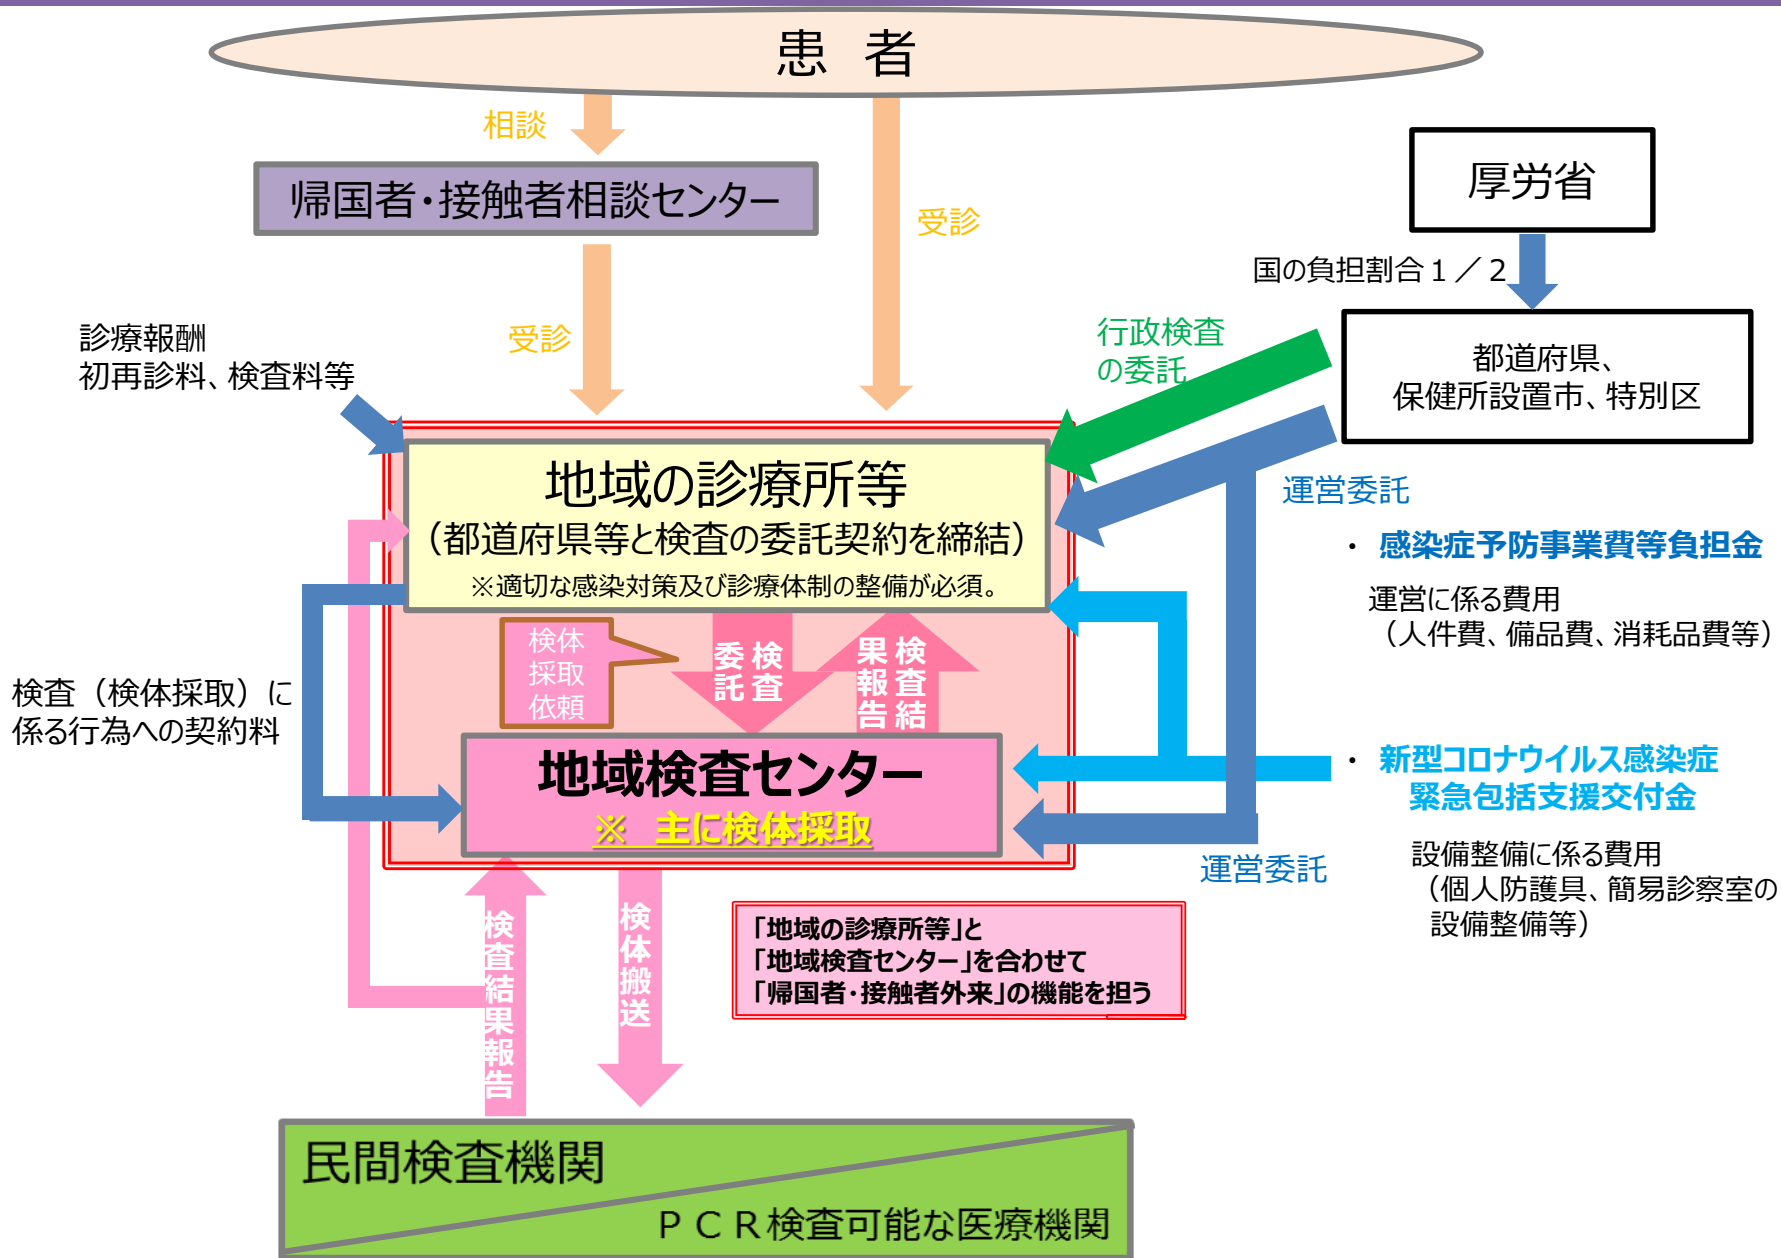 患 者
相談
帰国者・接触者相談センター
受診
受診
厚労省
国の負担割合１／２
都道府県、
保健所設置市、特別区
行政検査
の委託
診療報酬
初再診料、検査料等
地域の診療所等
（都道府県等と検査の委託契約を締結）
※適切な感染対策及び診療体制の整備が必須。
運営委託
・ 感染症予防事業費等負担金
運営に係る費用
（人件費、備品費、消耗品費等）
検体
採取
依頼
検査
委託
検査結
果報告
検査（検体採取）に
係る行為への契約料
地域検査センター
※ 主に検体採取
・ 新型コロナウイルス感染症
緊急包括支援交付金
設備整備に係る費用
（個人防護具、簡易診察室の
設備整備等）
運営委託
検査結果報告
検体搬送
「地域の診療所等」と
「地域検査センター」を合わせて
「帰国者・接触者外来」の機能を担う
民間検査機関
ＰＣＲ検査可能な医療機関